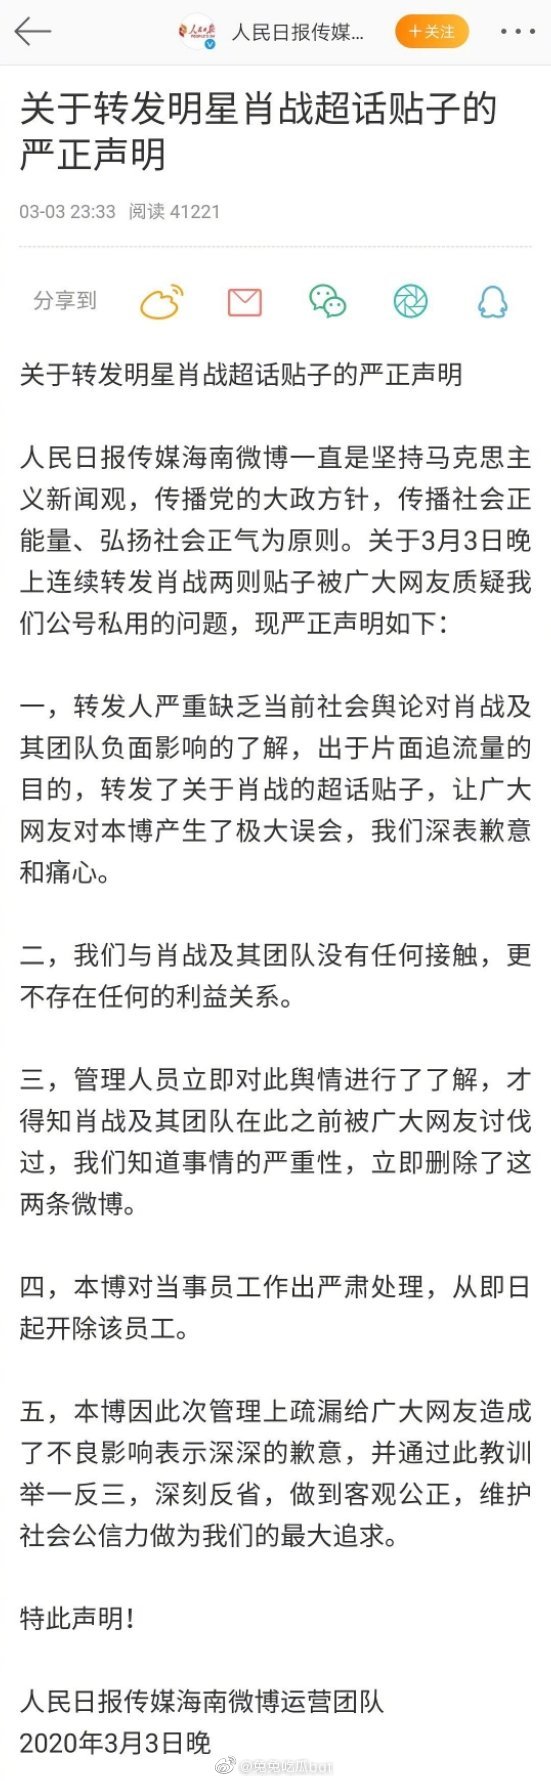 人民日报
人民日报传媒...
+关注
关于转发明星肖战超话贴子的
严正声明
03-03 23:33 阅读 41221
分享到
关于转发明星肖战超话贴子的严正声明
人民日报传媒海南微博一直是坚持马克思主
义新闻观，传播党的大政方针，传播社会正
能量、弘扬社会正气为原则。关于3月3日晚
上连续转发肖战两则贴子被广大网友质疑我
们公号私用的问题，现严正声明如下：
一，转发人严重缺乏当前社会舆论对肖战及
其团队负面影响的了解，出于片面追流量的
目的，转发了关于肖战的超话贴子，让广大
网友对本博产生了极大误会，我们深表歉意
和痛心。
二，我们与肖战及其团队没有任何接触，更
不存在任何的利益关系。
三，管理人员立即对此舆情进行了了解，才
得知肖战及其团队在此之前被广大网友讨伐
过，我们知道事情的严重性，立即删除了这
两条微博。
四，本博对当事员工作出严肃处理，从即日
起开除该员工。
五，本博因此次管理上疏漏给广大网友造成
了不良影响表示深深的歉意，并通过此教训
举一反三，深刻反省，做到客观公正，维护
社会公信力做为我们的最大追求。
特此声明！
人民日报传媒海南微博运营团队
2020年3月3日晚
@兔兔吃瓜bur